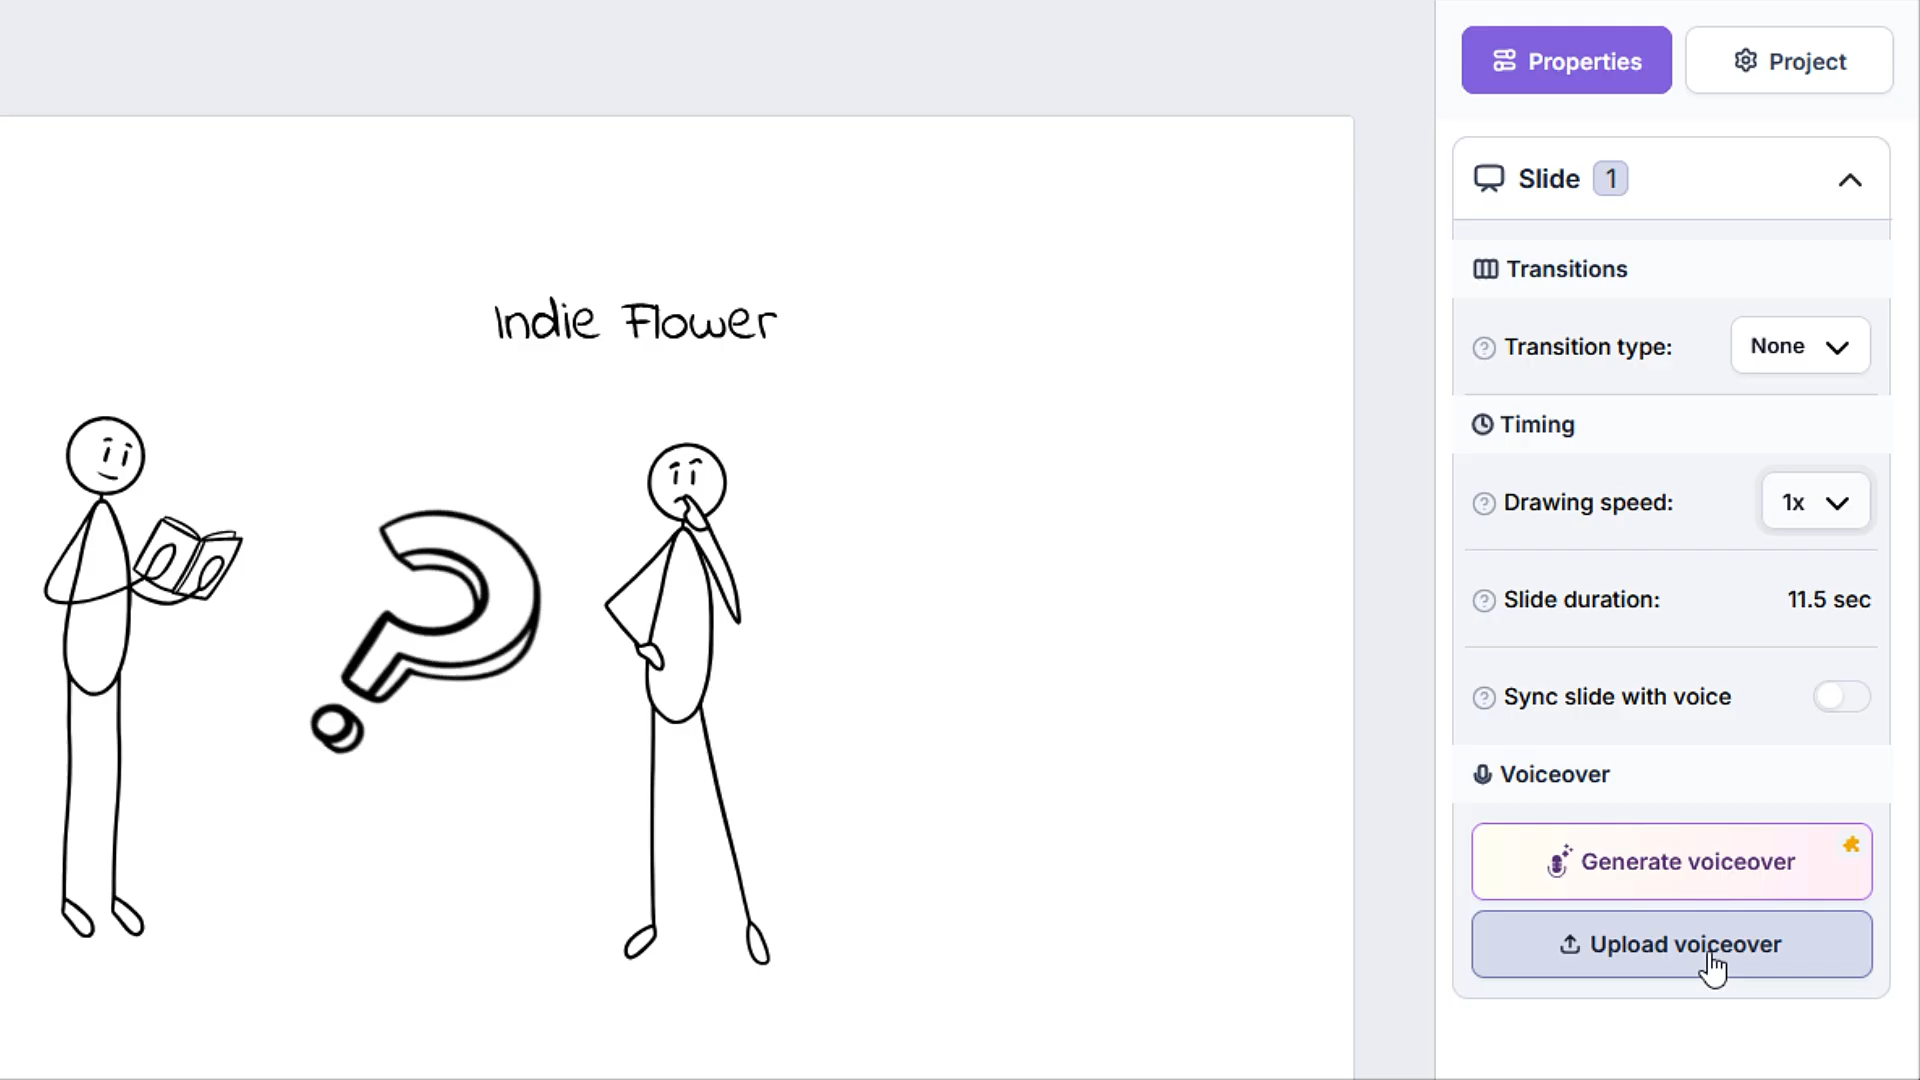 Properties
Project
Slide 1
Transitions
Transition type: None
Timing
Drawing speed: 1x
Slide duration: 11.5 sec
Sync slide with voice
Voiceover
Generate voiceover
Upload voiceover
Indie Flower